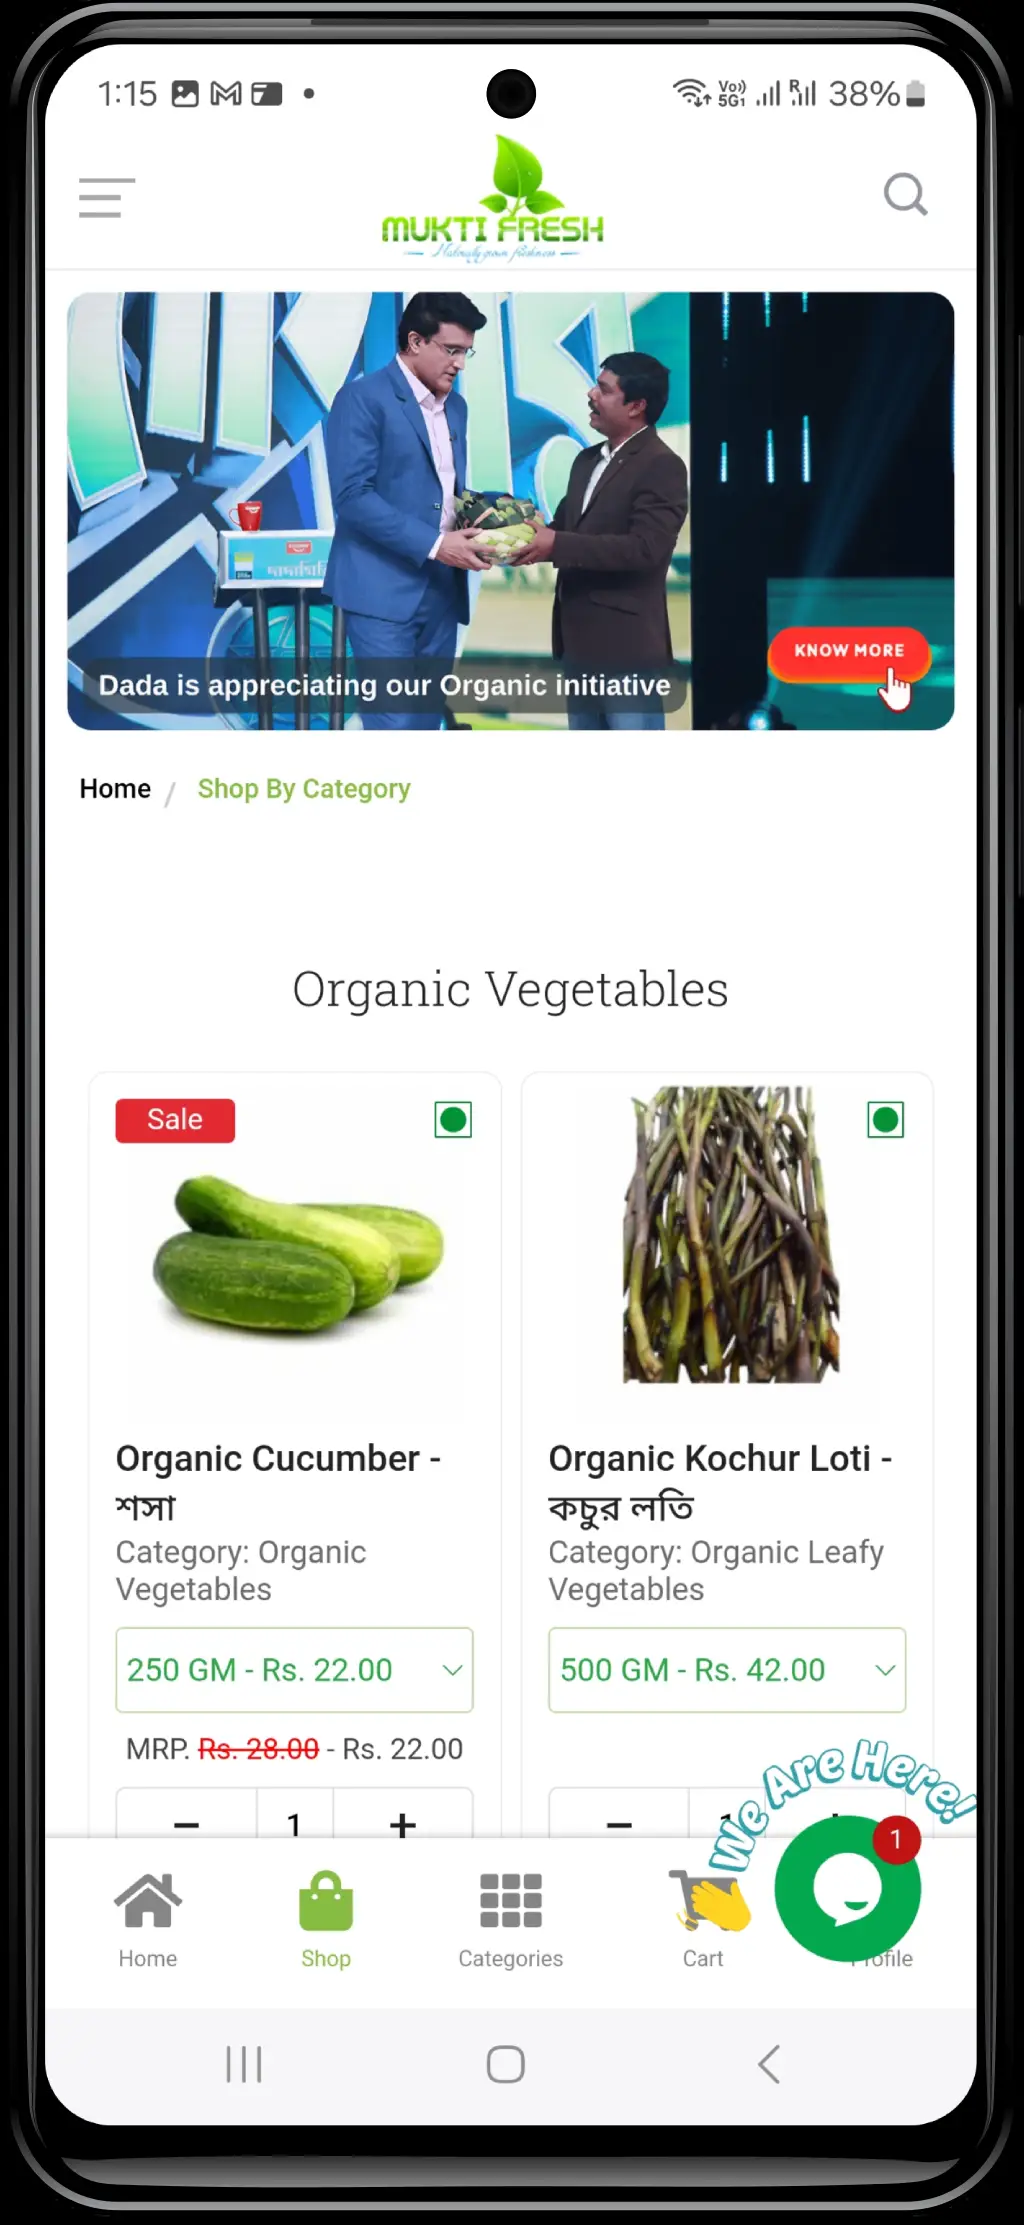 1:15
Vo))
5G1
R
38%
MUKTI FRESH
Naturally grown freshness
KNOW MORE
Dada is appreciating our Organic initiative
Home / Shop By Category
Organic Vegetables
Sale
Organic Cucumber -
শসা
Category: Organic
Vegetables
250 GM - Rs. 22.00
MRP. Rs. 28.00 - Rs. 22.00
− 1 +
Organic Kochur Loti -
কচুর লতি
Category: Organic Leafy
Vegetables
500 GM - Rs. 42.00
We Are Here!
1
Home
Shop
Categories
Cart
Profile